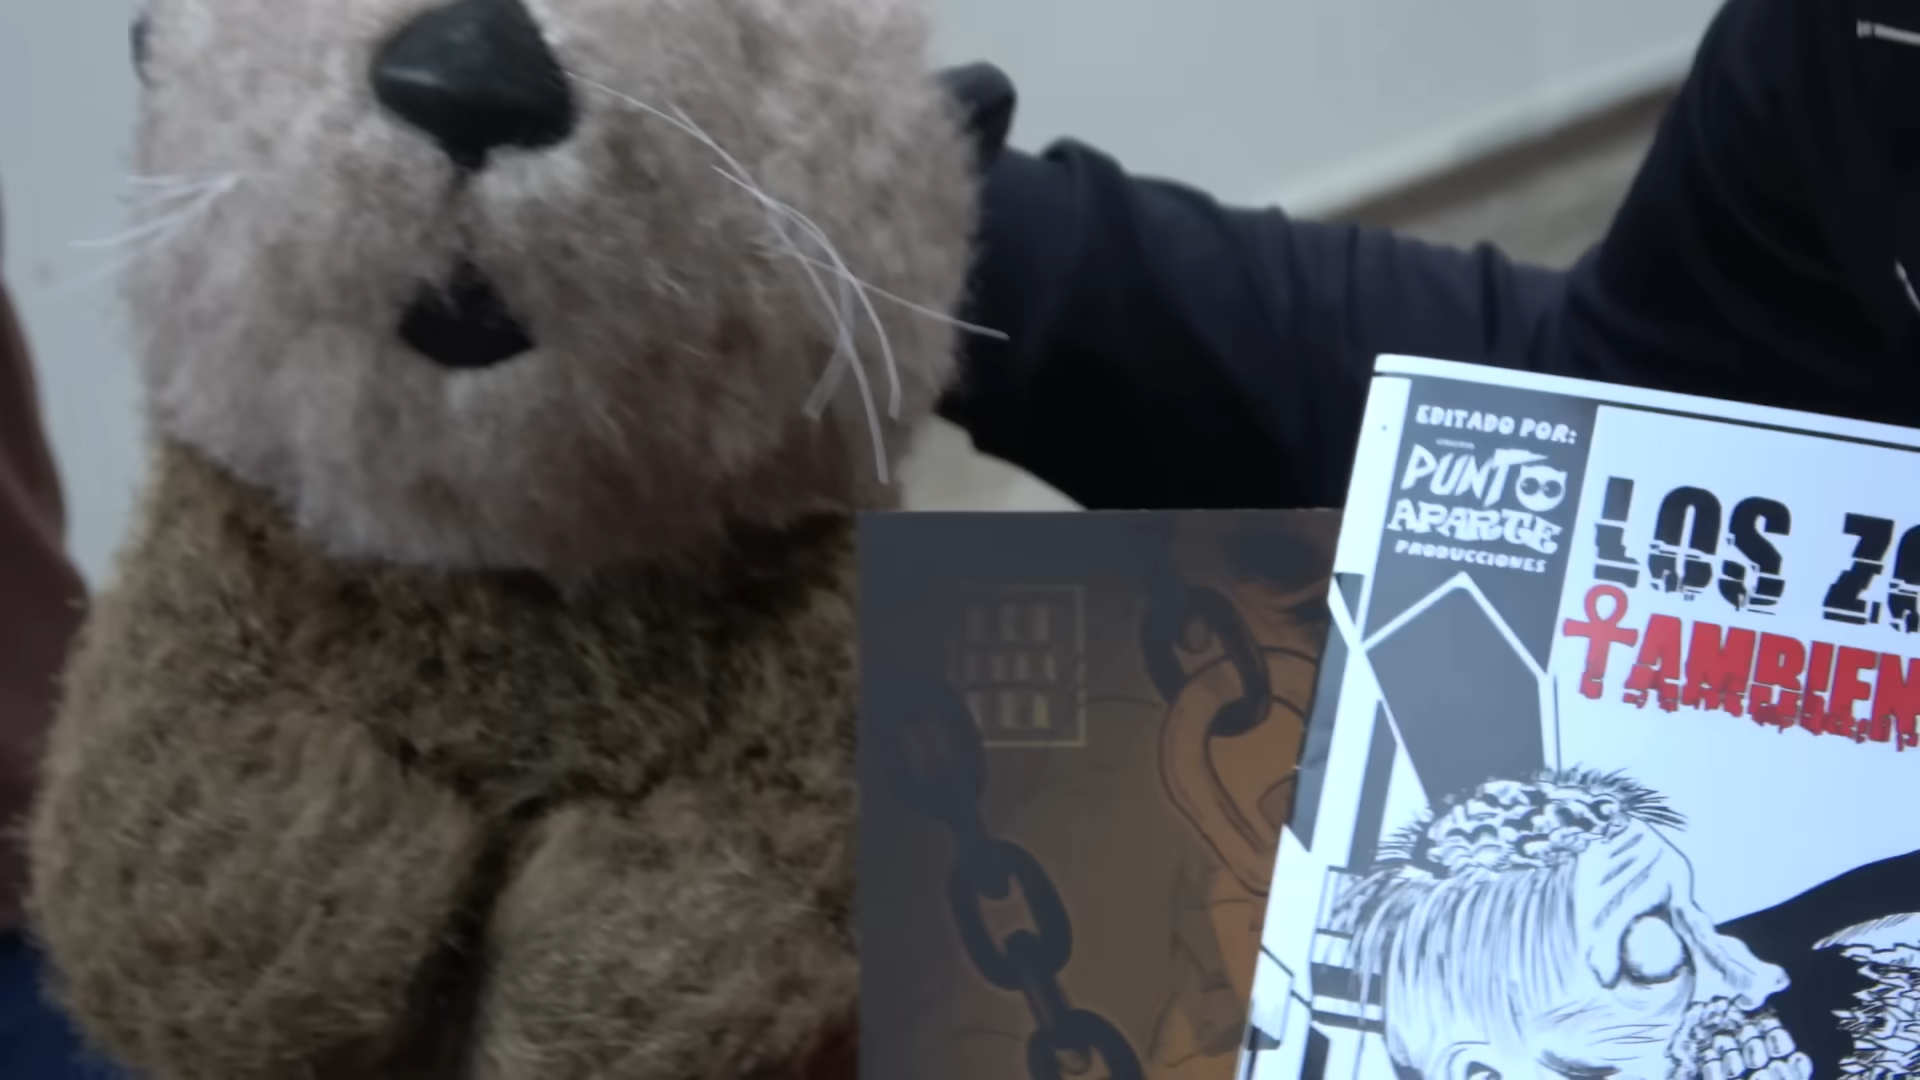 EDITADO POR:
PUNTO
APARTE
PRODUCCIONES
LOS ZO
TAMBIEN